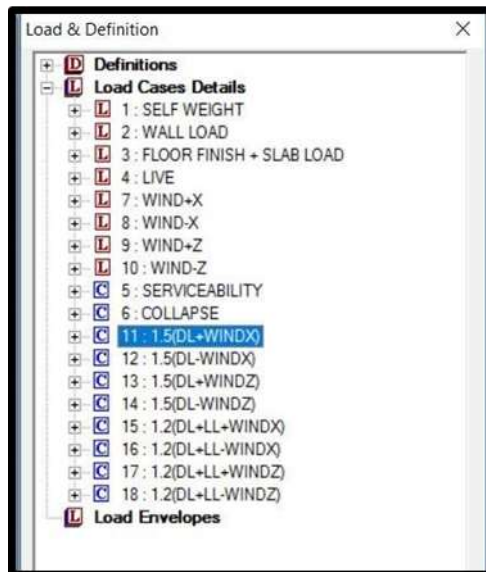 Load & Definition
D Definitions
L Load Cases Details
L 1 : SELF WEIGHT
L 2 : WALL LOAD
L 3 : FLOOR FINISH + SLAB LOAD
L 4 : LIVE
L 7 : WIND+X
L 8 : WIND-X
L 9 : WIND+Z
L 10 : WIND-Z
C 5 : SERVICEABILITY
C 6 : COLLAPSE
C 11 : 1.5(DL+WINDX)
C 12 : 1.5(DL-WINDX)
C 13 : 1.5(DL+WINDZ)
C 14 : 1.5(DL-WINDZ)
C 15 : 1.2(DL+LL+WINDX)
C 16 : 1.2(DL+LL-WINDX)
C 17 : 1.2(DL+LL+WINDZ)
C 18 : 1.2(DL+LL-WINDZ)
L Load Envelopes